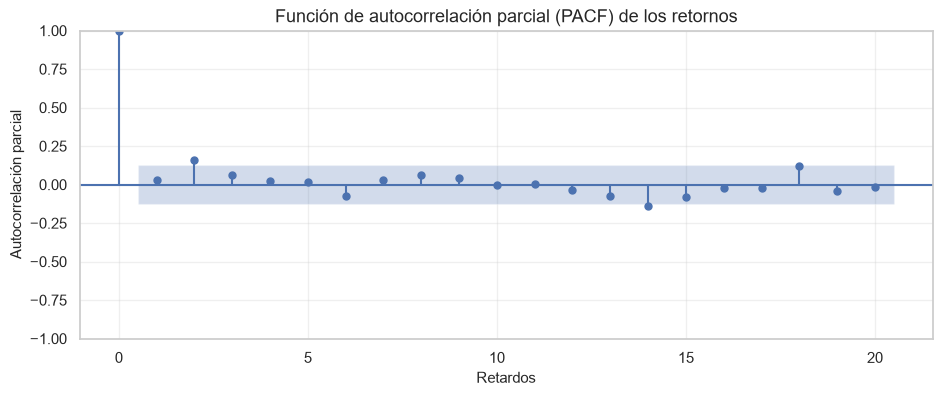 Función de autocorrelación parcial (PACF) de los retornos
Autocorrelación parcial
1.00
0.75
0.50
0.25
0.00
−0.25
−0.50
−0.75
−1.00
0 5 10 15 20
Retardos